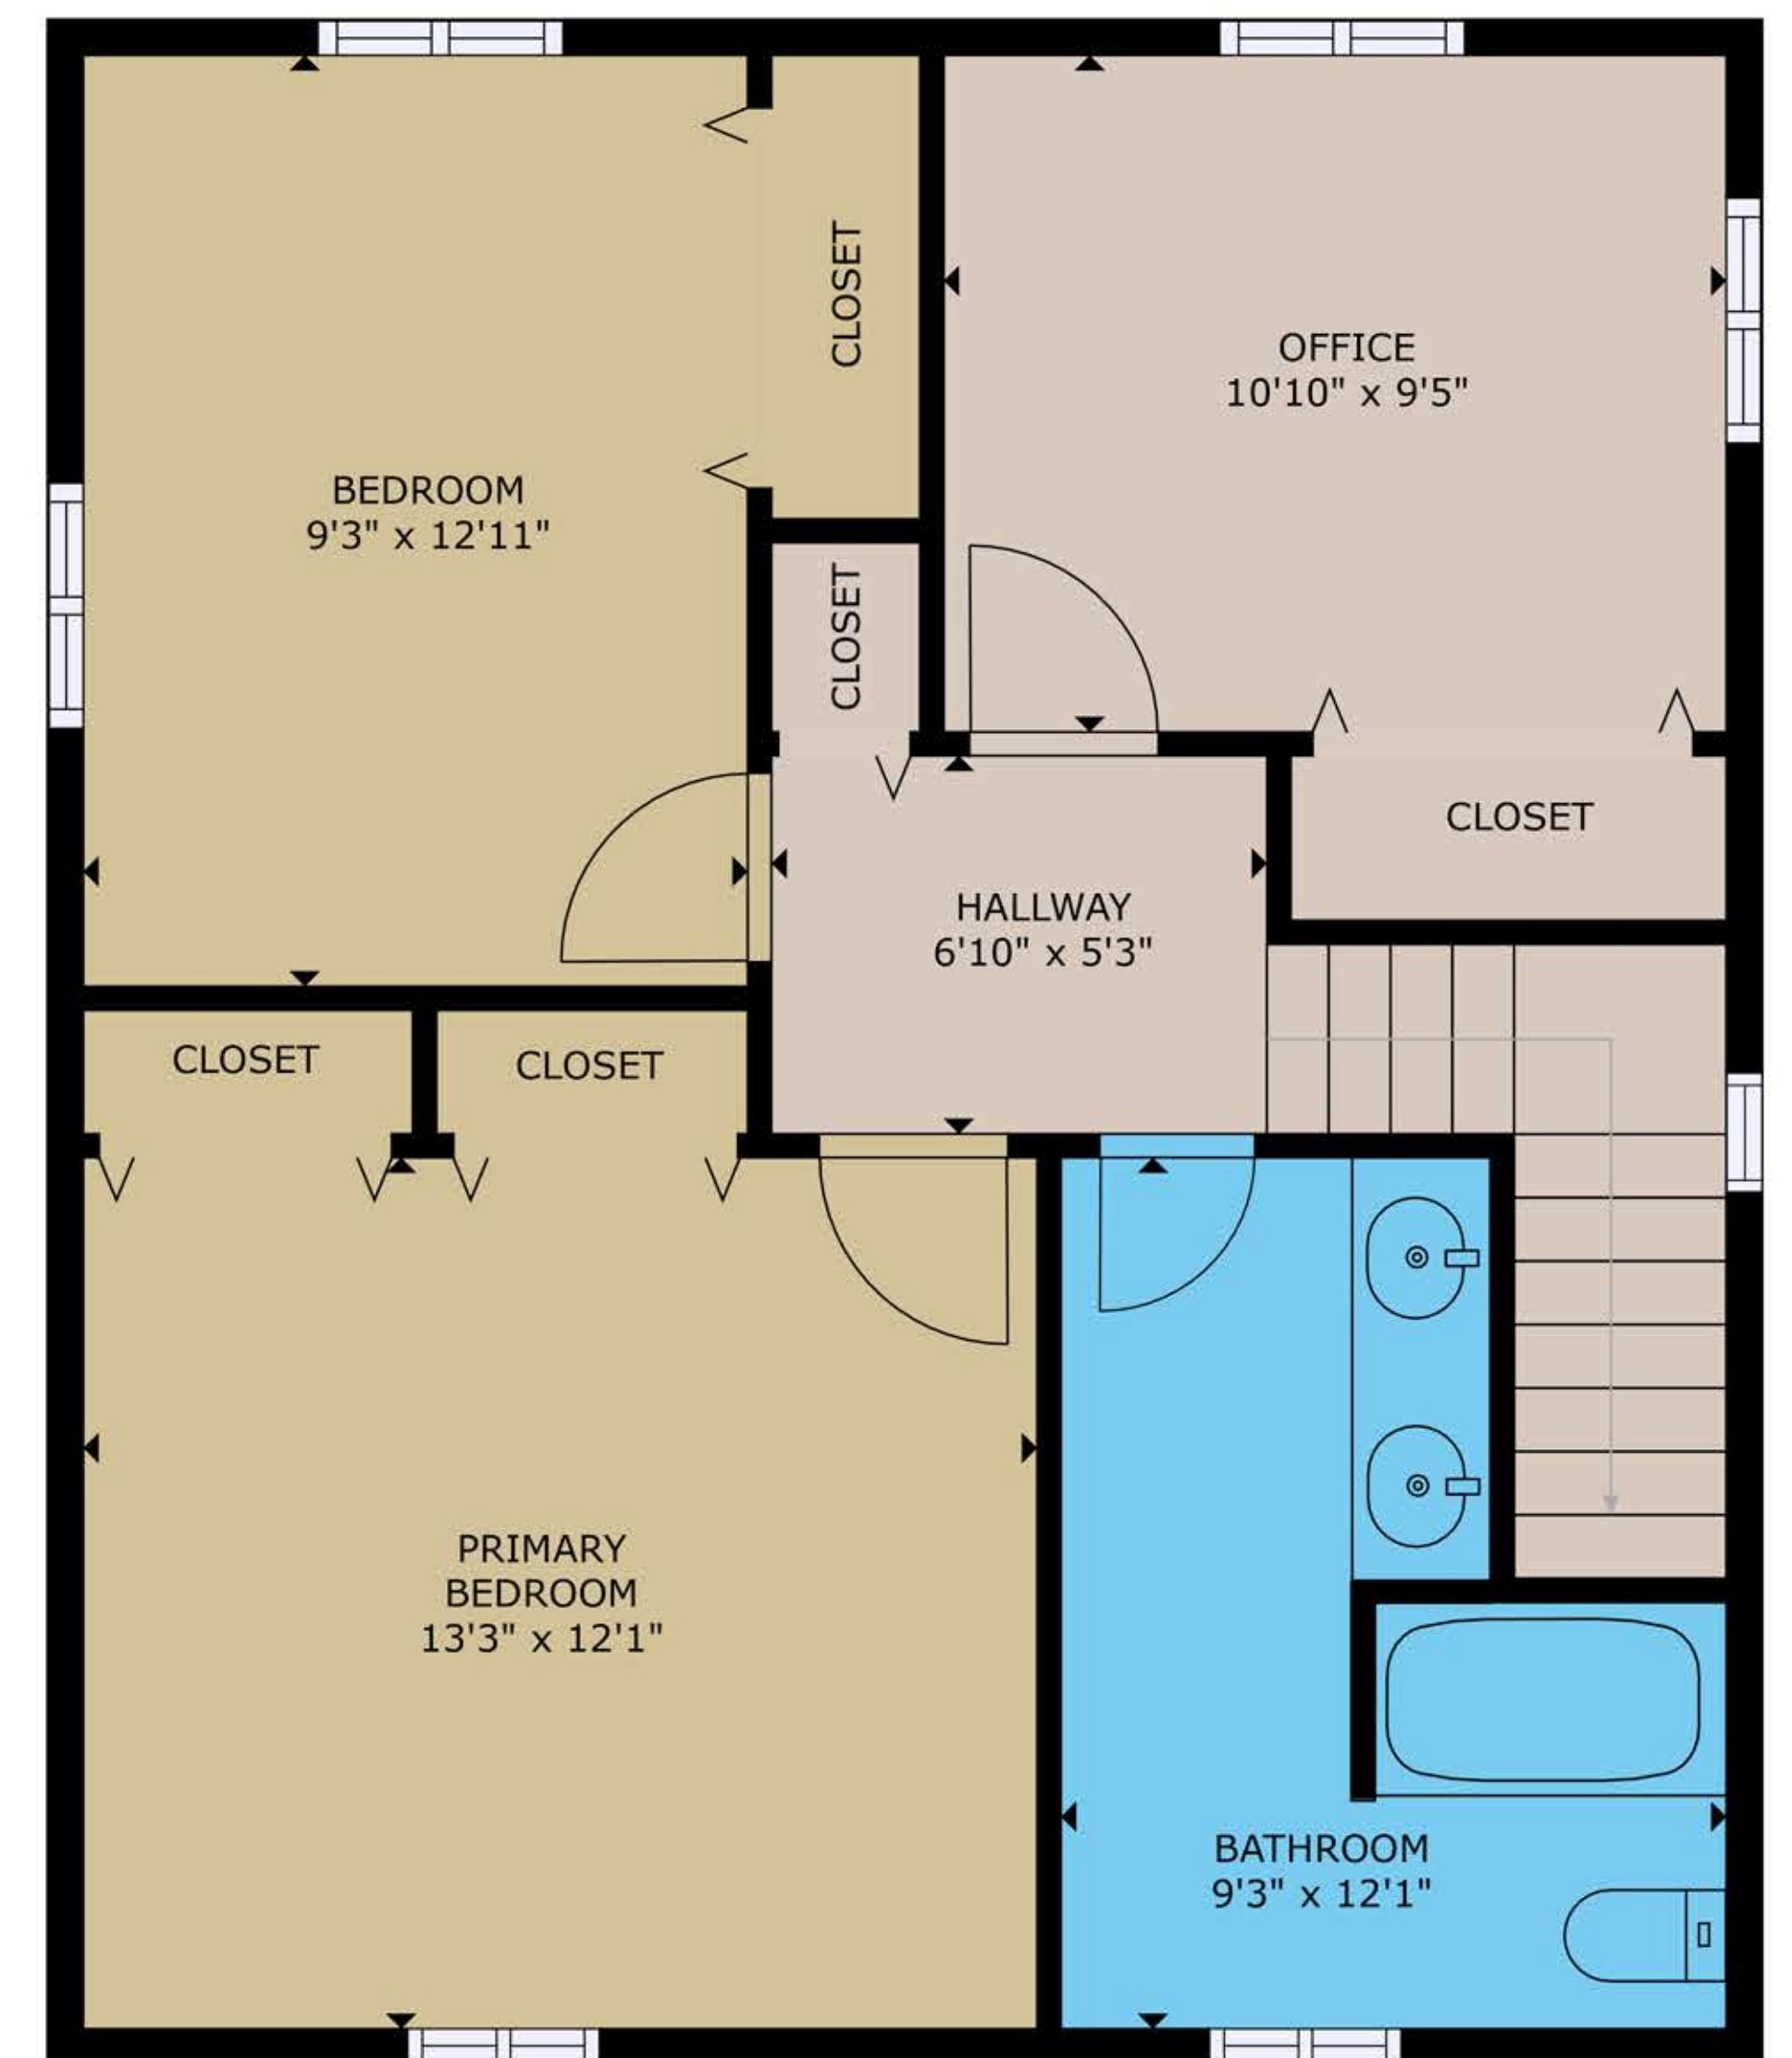 CLOSET
OFFICE
10'10" x 9'5"
BEDROOM
9'3" x 12'11"
CLOSET
CLOSET
HALLWAY
6'10" x 5'3"
CLOSET
CLOSET
PRIMARY
BEDROOM
13'3" x 12'1"
BATHROOM
9'3" x 12'1"